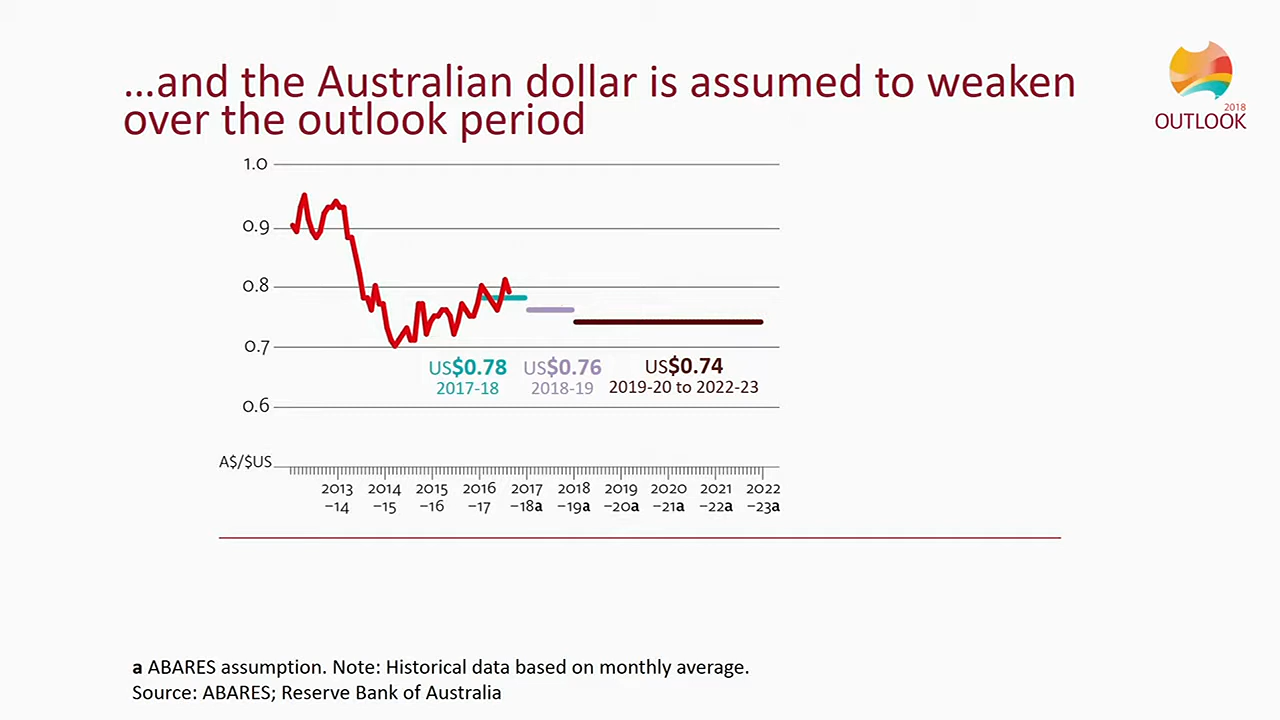 ...and the Australian dollar is assumed to weaken
over the outlook period
2018
OUTLOOK
1.0
0.9
0.8
0.7
0.6
A$/$US
US$0.78
2017-18
US$0.76
2018-19
US$0.74
2019-20 to 2022-23
2013 2014 2015 2016 2017 2018 2019 2020 2021 2022
–14 –15 –16 –17 –18a –19a –20a –21a –22a –23a
a ABARES assumption. Note: Historical data based on monthly average.
Source: ABARES; Reserve Bank of Australia